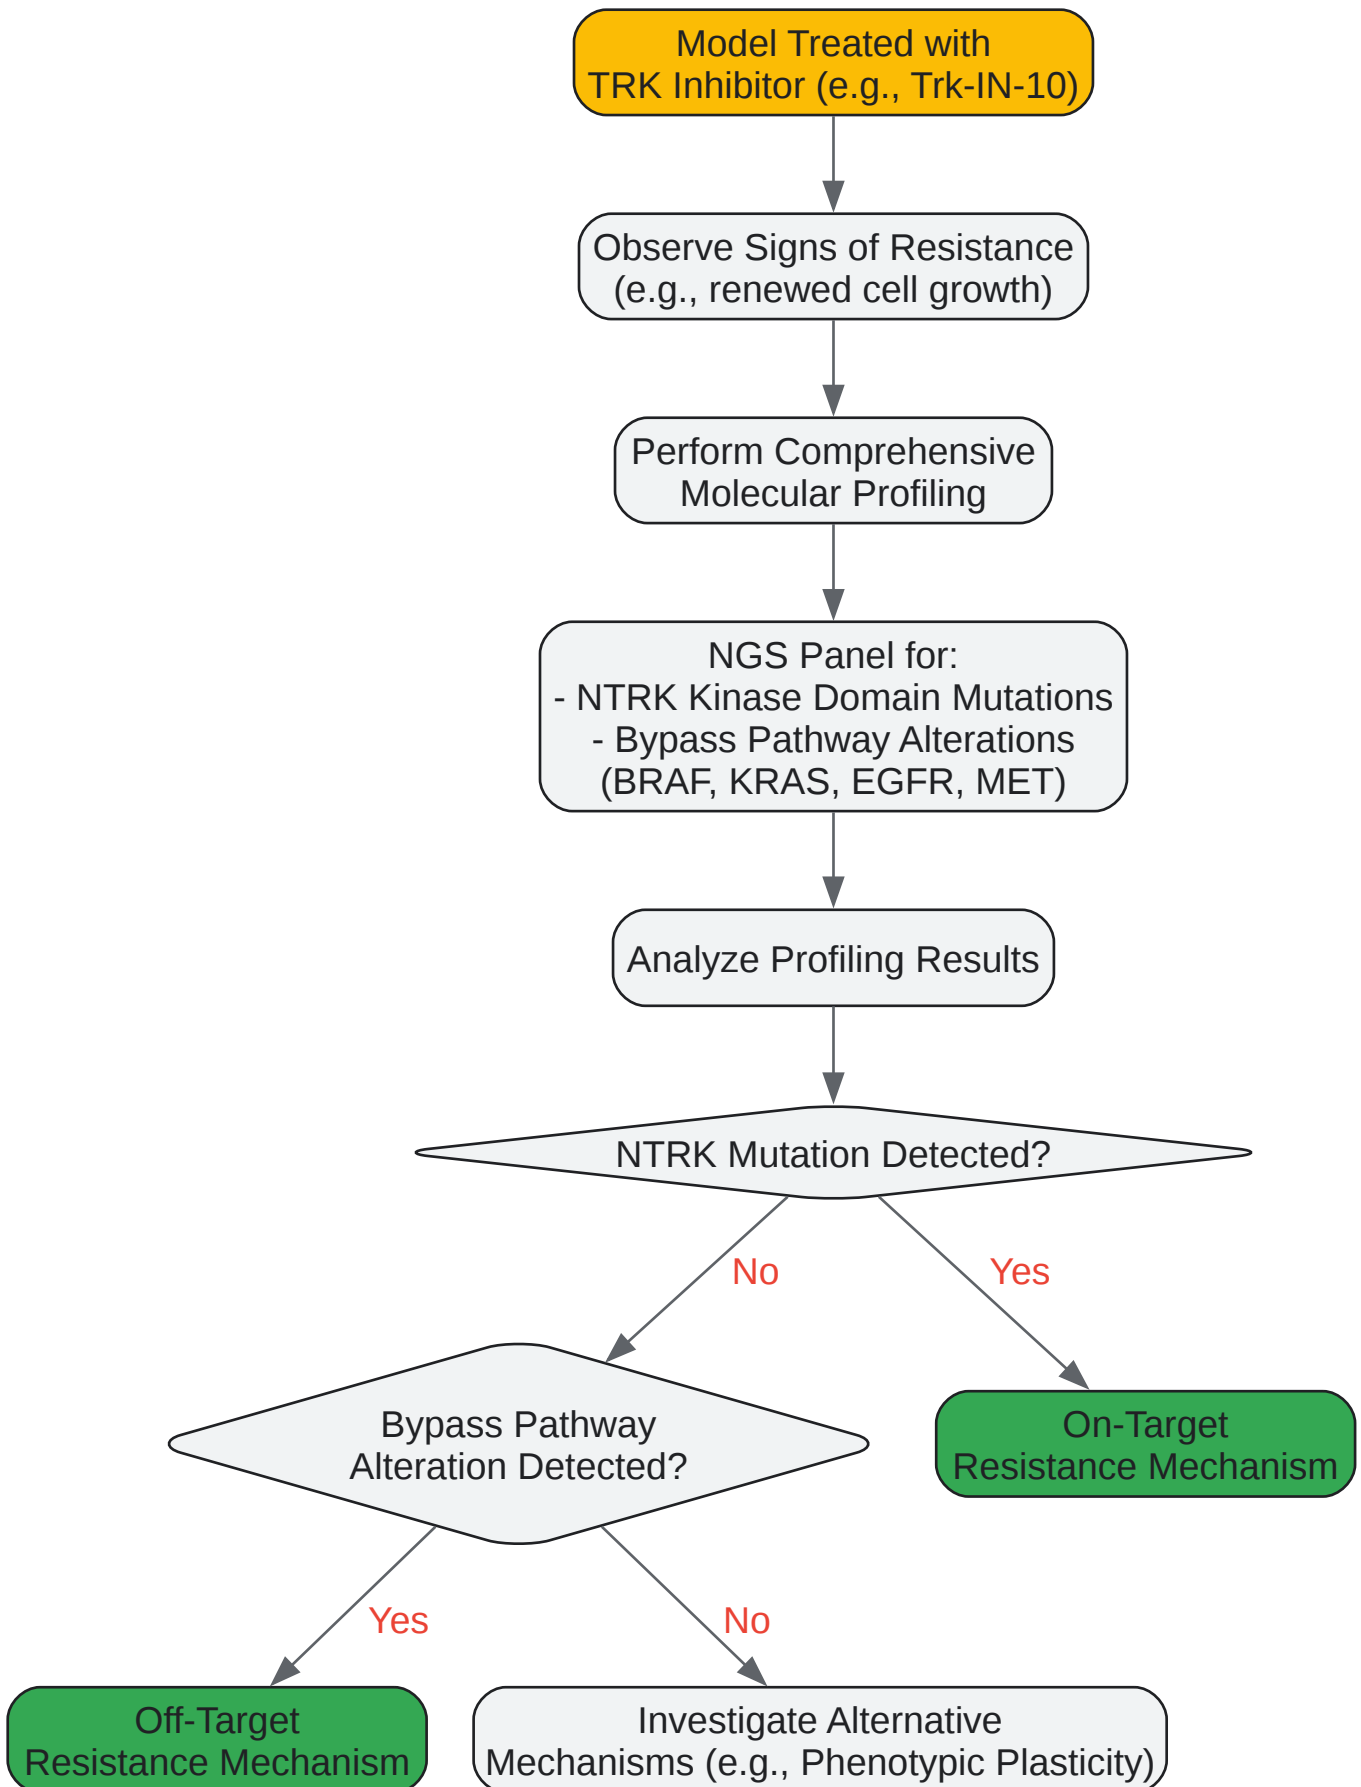 Model Treated with
TRK Inhibitor (e.g., Trk-IN-10)
Observe Signs of Resistance
(e.g., renewed cell growth)
Perform Comprehensive
Molecular Profiling
NGS Panel for:
- NTRK Kinase Domain Mutations
- Bypass Pathway Alterations
(BRAF, KRAS, EGFR, MET)
Analyze Profiling Results
NTRK Mutation Detected?
No
Yes
Bypass Pathway
Alteration Detected?
On-Target
Resistance Mechanism
Yes
No
Off-Target
Resistance Mechanism
Investigate Alternative
Mechanisms (e.g., Phenotypic Plasticity)